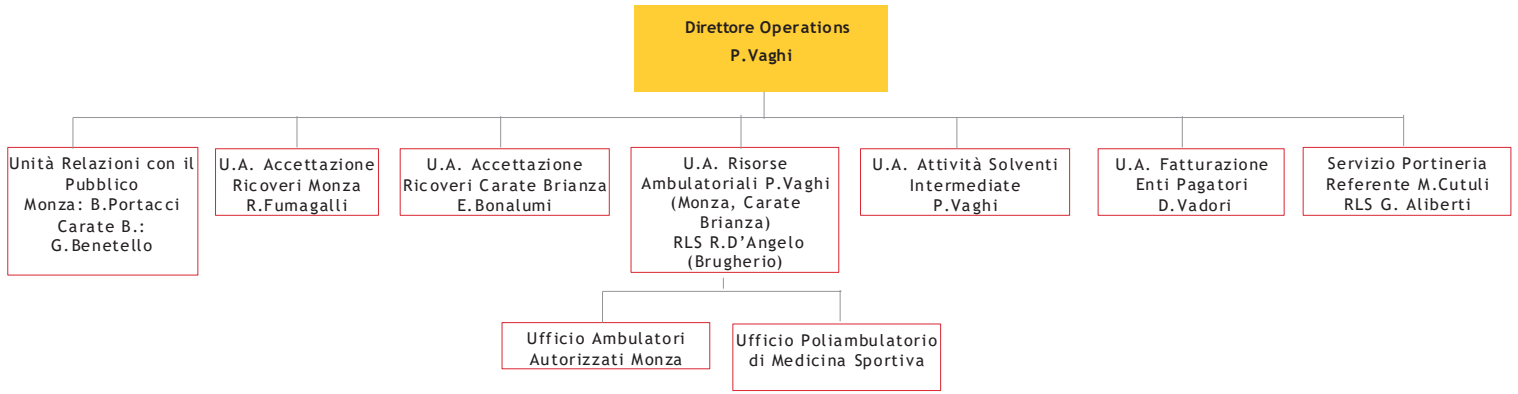 Direttore Operations
P.Vaghi
Unità Relazioni con il
Pubblico
Monza: B.Portacci
Carate B.:
G.Benetello
U.A. Accettazione
Ricoveri Monza
R.Fumagalli
U.A. Accettazione
Ricoveri Carate Brianza
E.Bonalumi
U.A. Risorse
Ambulatoriali P.Vaghi
(Monza, Carate
Brianza)
RLS R.D’Angelo
(Brugherio)
U.A. Attività Solventi
Intermediate
P.Vaghi
U.A. Fatturazione
Enti Pagatori
D.Vadori
Servizio Portineria
Referente M.Cutuli
RLS G. Aliberti
Ufficio Ambulatori
Autorizzati Monza
Ufficio Poliambulatorio
di Medicina Sportiva